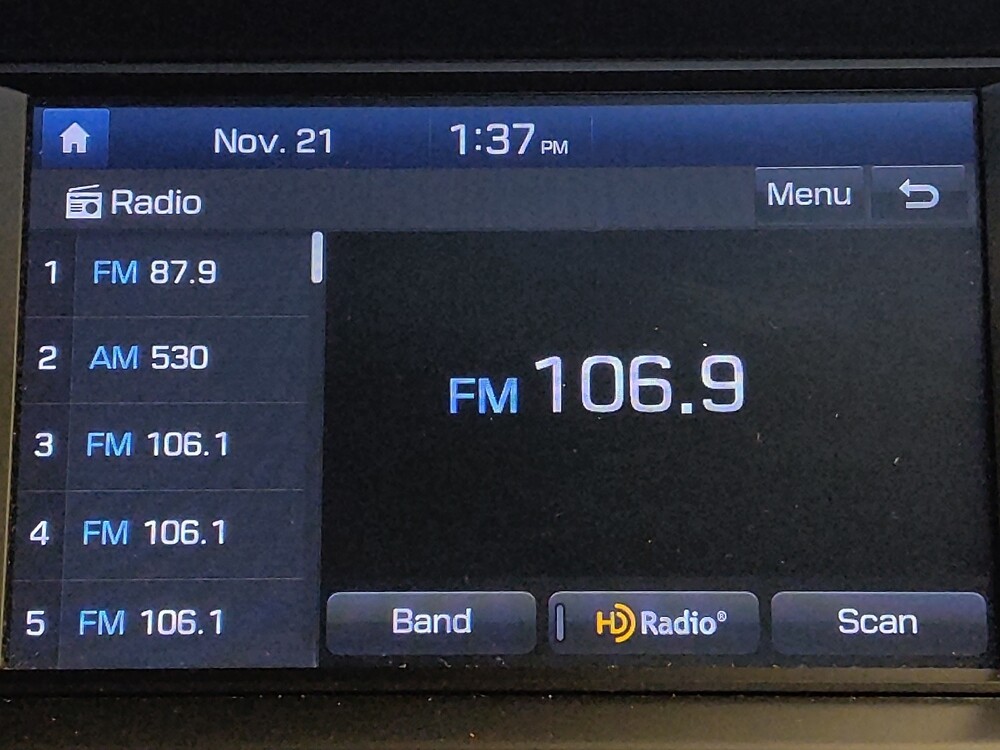 Nov. 21 1:37 PM
Radio Menu
1 FM 87.9
2 AM 530
3 FM 106.1
4 FM 106.1
5 FM 106.1
FM 106.9
Band HD Radio® Scan